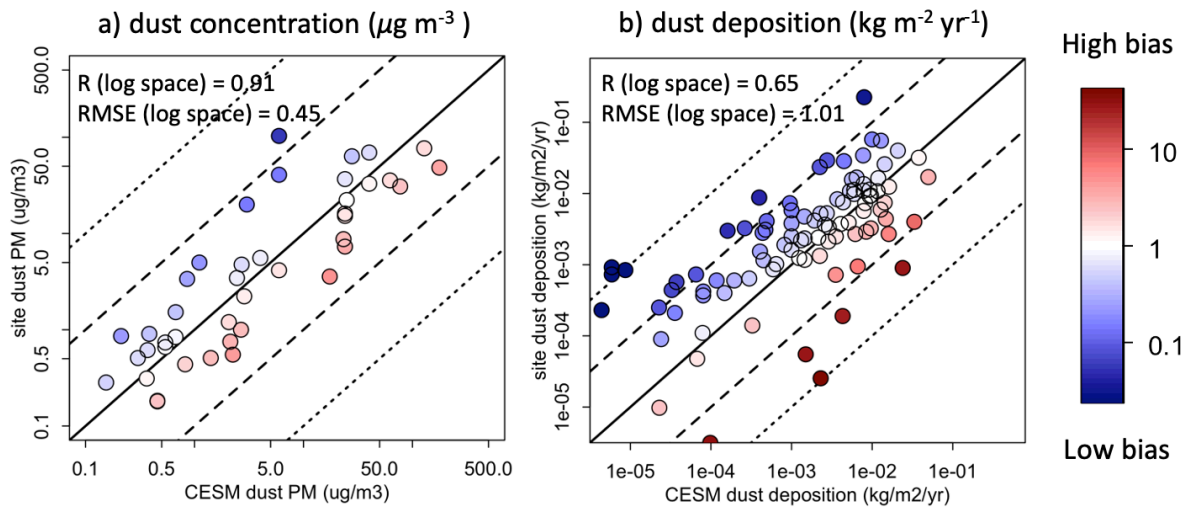 a) dust concentration (µg m-3 )
R (log space) = 0.91
RMSE (log space) = 0.45
site dust PM (ug/m3)
500.0
50.0
5.0
0.5
0.1
0.1 0.5 5.0 50.0 500.0
CESM dust PM (ug/m3)
b) dust deposition (kg m-2 yr-1)
R (log space) = 0.65
RMSE (log space) = 1.01
site dust deposition (kg/m2/yr)
1e-01
1e-02
1e-03
1e-04
1e-05
1e-05 1e-04 1e-03 1e-02 1e-01
CESM dust deposition (kg/m2/yr)
High bias
10
1
0.1
Low bias